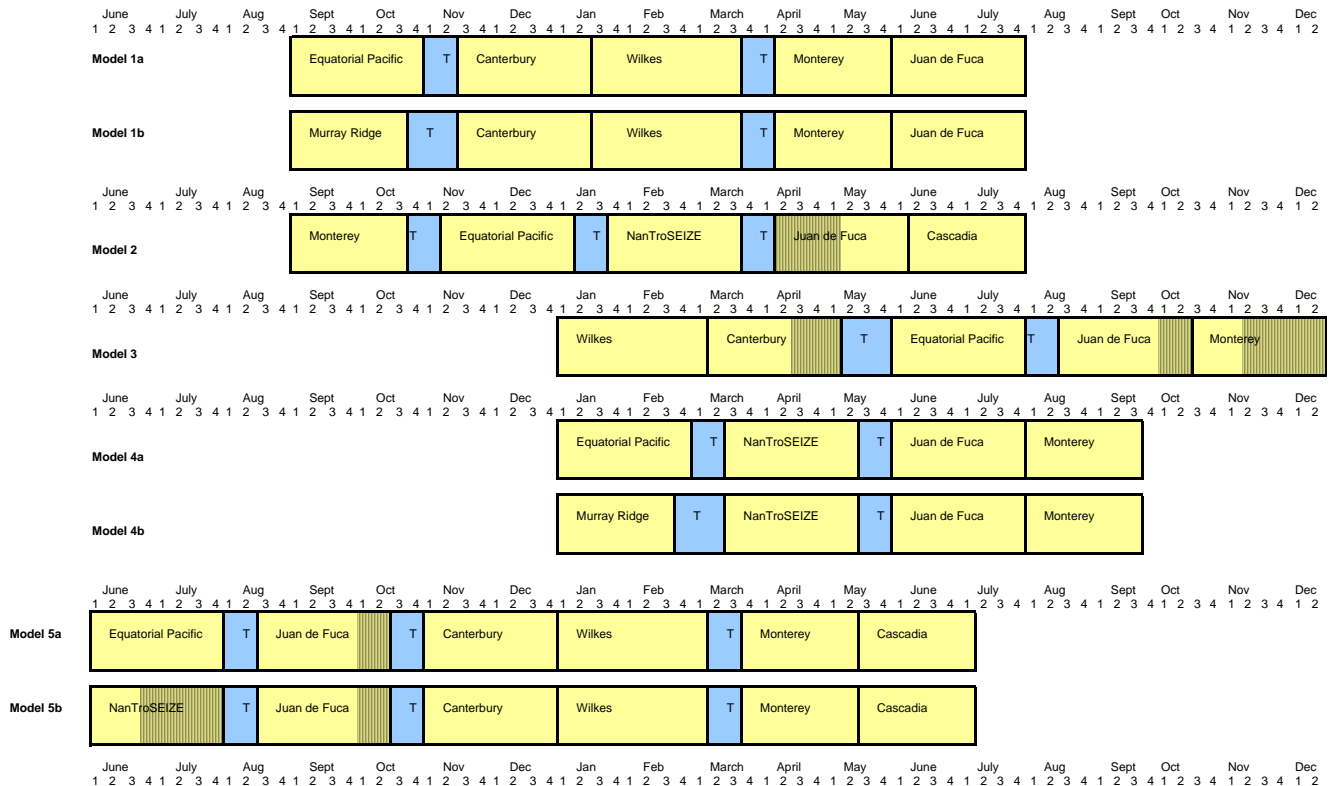 June July Aug Sept Oct Nov Dec Jan Feb March April May June July Aug Sept Oct Nov Dec
1 2 3 4 1 2 3 4 1 2 3 4 1 2 3 4 1 2 3 4 1 2 3 4 1 2 3 4 1 2 3 4 1 2 3 4 1 2 3 4 1 2 3 4 1 2 3 4 1 2 3 4 1 2 3 4 1 2 3 4 1 2 3 4 1 2 3 4 1 2 3 4 1 2
Model 1a Equatorial Pacific T Canterbury Wilkes T Monterey Juan de Fuca
Model 1b Murray Ridge T Canterbury Wilkes T Monterey Juan de Fuca
June July Aug Sept Oct Nov Dec Jan Feb March April May June July Aug Sept Oct Nov Dec
1 2 3 4 1 2 3 4 1 2 3 4 1 2 3 4 1 2 3 4 1 2 3 4 1 2 3 4 1 2 3 4 1 2 3 4 1 2 3 4 1 2 3 4 1 2 3 4 1 2 3 4 1 2 3 4 1 2 3 4 1 2 3 4 1 2 3 4 1 2 3 4 1 2
Model 2 Monterey T Equatorial Pacific T NanTroSEIZE T Juan de Fuca Cascadia
June July Aug Sept Oct Nov Dec Jan Feb March April May June July Aug Sept Oct Nov Dec
1 2 3 4 1 2 3 4 1 2 3 4 1 2 3 4 1 2 3 4 1 2 3 4 1 2 3 4 1 2 3 4 1 2 3 4 1 2 3 4 1 2 3 4 1 2 3 4 1 2 3 4 1 2 3 4 1 2 3 4 1 2 3 4 1 2 3 4 1 2 3 4 1 2
Model 3 Wilkes Canterbury T Equatorial Pacific T Juan de Fuca Monterey
June July Aug Sept Oct Nov Dec Jan Feb March April May June July Aug Sept Oct Nov Dec
1 2 3 4 1 2 3 4 1 2 3 4 1 2 3 4 1 2 3 4 1 2 3 4 1 2 3 4 1 2 3 4 1 2 3 4 1 2 3 4 1 2 3 4 1 2 3 4 1 2 3 4 1 2 3 4 1 2 3 4 1 2 3 4 1 2 3 4 1 2 3 4 1 2
Model 4a Equatorial Pacific T NanTroSEIZE T Juan de Fuca Monterey
Model 4b Murray Ridge T NanTroSEIZE T Juan de Fuca Monterey
June July Aug Sept Oct Nov Dec Jan Feb March April May June July Aug Sept Oct Nov Dec
1 2 3 4 1 2 3 4 1 2 3 4 1 2 3 4 1 2 3 4 1 2 3 4 1 2 3 4 1 2 3 4 1 2 3 4 1 2 3 4 1 2 3 4 1 2 3 4 1 2 3 4 1 2 3 4 1 2 3 4 1 2 3 4 1 2 3 4 1 2 3 4 1 2
Model 5a Equatorial Pacific T Juan de Fuca T Canterbury Wilkes T Monterey Cascadia
Model 5b NanTroSEIZE T Juan de Fuca T Canterbury Wilkes T Monterey Cascadia
June July Aug Sept Oct Nov Dec Jan Feb March April May June July Aug Sept Oct Nov Dec
1 2 3 4 1 2 3 4 1 2 3 4 1 2 3 4 1 2 3 4 1 2 3 4 1 2 3 4 1 2 3 4 1 2 3 4 1 2 3 4 1 2 3 4 1 2 3 4 1 2 3 4 1 2 3 4 1 2 3 4 1 2 3 4 1 2 3 4 1 2 3 4 1 2